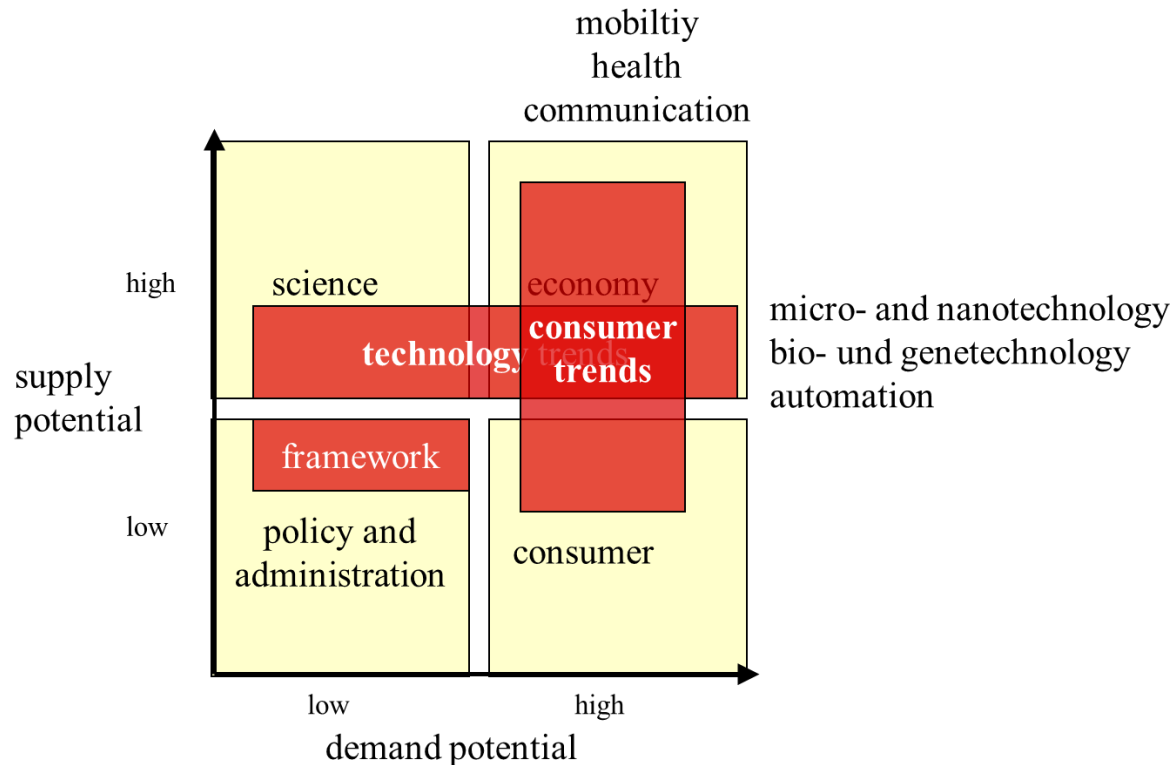 mobiltiy
health
communication
high
science
economy
micro- and nanotechnology
bio- und genetechnology
automation
technology trends
consumer
trends
supply
potential
framework
low
policy and
administration
consumer
low
high
demand potential